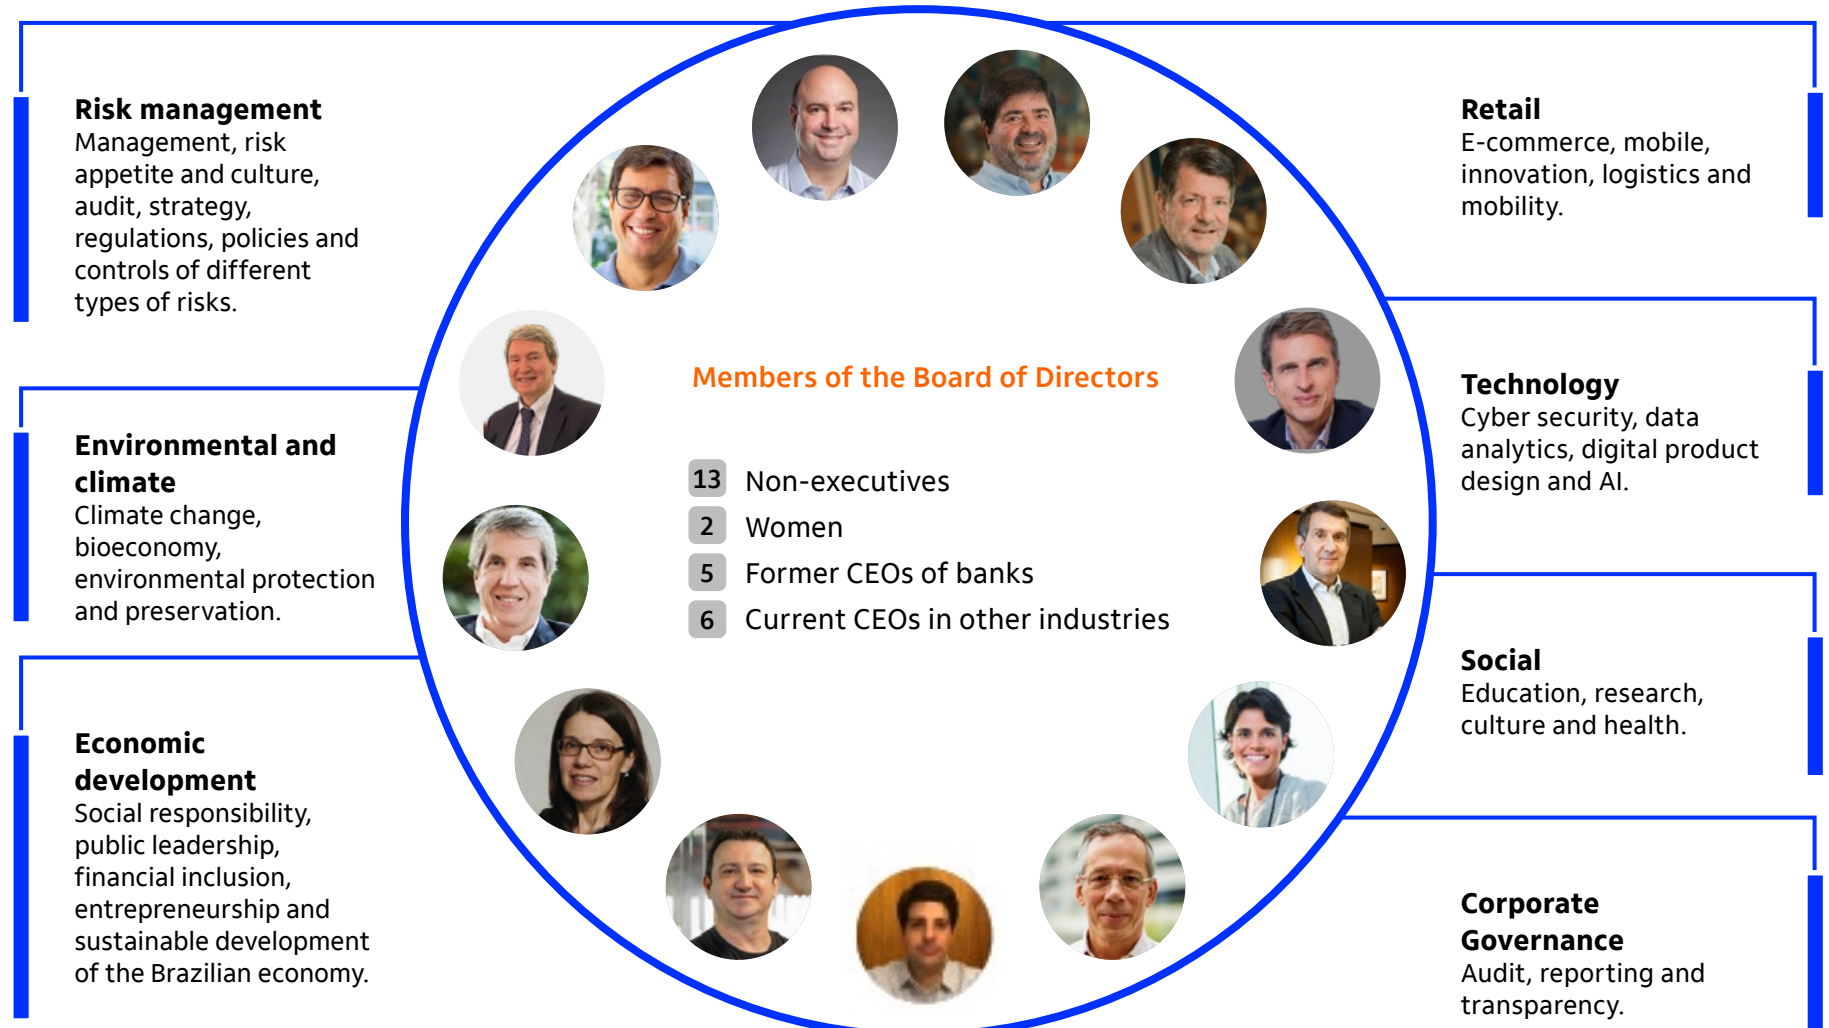 Risk management
Management, risk
appetite and culture,
audit, strategy,
regulations, policies and
controls of different
types of risks.
Environmental and
climate
Climate change,
bioeconomy,
environmental protection
and preservation.
Economic
development
Social responsibility,
public leadership,
financial inclusion,
entrepreneurship and
sustainable development
of the Brazilian economy.
Members of the Board of Directors
13 Non-executives
2 Women
5 Former CEOs of banks
6 Current CEOs in other industries
Retail
E-commerce, mobile,
innovation, logistics and
mobility.
Technology
Cyber security, data
analytics, digital product
design and AI.
Social
Education, research,
culture and health.
Corporate
Governance
Audit, reporting and
transparency.